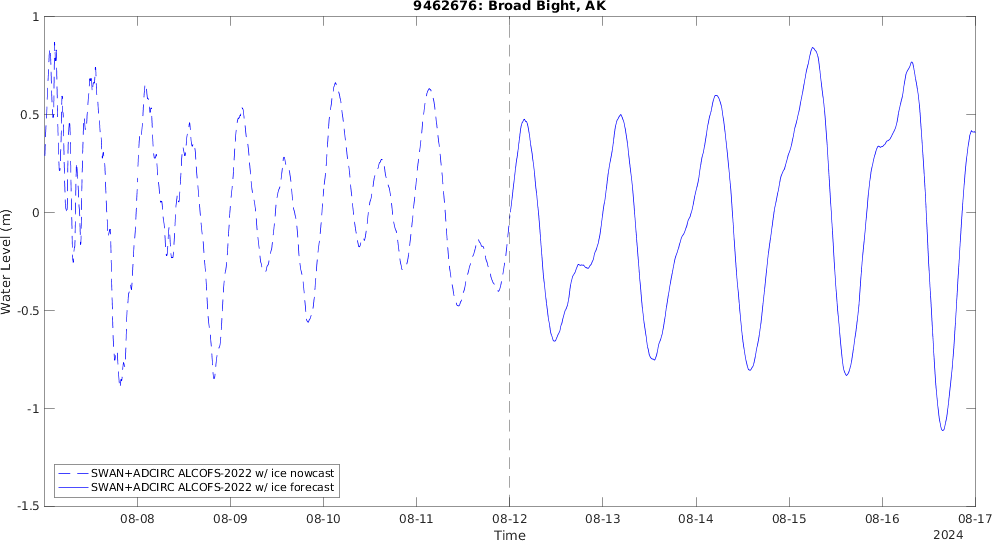 9462676: Broad Bight, AK
1
0.5
0
-0.5
-1
-1.5
Water Level (m)
SWAN+ADCIRC ALCOFS-2022 w/ ice nowcast
SWAN+ADCIRC ALCOFS-2022 w/ ice forecast
08-08 08-09 08-10 08-11 08-12 08-13 08-14 08-15 08-16 08-17
Time
2024